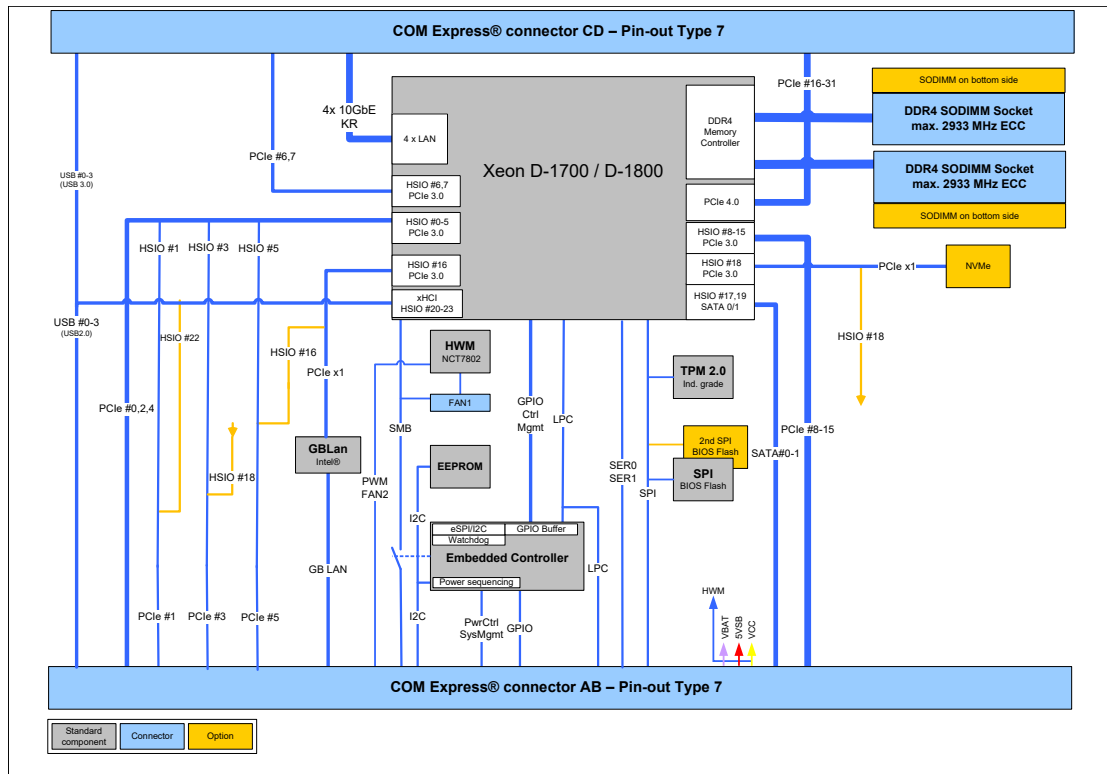 COM Express® connector CD – Pin-out Type 7
SODIMM on bottom side
DDR4 SODIMM Socket
max. 2933 MHz ECC
DDR4 SODIMM Socket
max. 2933 MHz ECC
SODIMM on bottom side
4x 10GbE
KR
PCIe #6,7
PCIe #16-31
USB #0-3
(USB 3.0)
Xeon D-1700 / D-1800
4 x LAN
DDR4
Memory
Controller
HSIO #6,7
PCIe 3.0
PCIe 4.0
HSIO #0-5
PCIe 3.0
HSIO #8-15
PCIe 3.0
HSIO #16
PCIe 3.0
HSIO #18
PCIe 3.0
xHCI
HSIO #20-23
HSIO #17,19
SATA 0/1
HSIO #1
HSIO #3
HSIO #5
PCIe x1
NVMe
USB #0-3
(USB2.0)
HSIO #22
HSIO #16
HSIO #18
HWM
NCT7802
FAN1
TPM 2.0
Ind. grade
PCIe x1
PCIe #0,2,4
GPIO
Ctrl
Mgmt
LPC
SMB
PCIe #8-15
2nd SPI
BIOS Flash
SPI
BIOS Flash
SATA#0-1
GBLan
Intel®
EEPROM
HSIO #18
PWM
FAN2
SER0
SER1
SPI
I2C
eSPI/I2C
GPIO Buffer
Watchdog
Embedded Controller
Power sequencing
GB LAN
LPC
HWM
VBAT
5VSB
VCC
PCIe #1
PCIe #3
PCIe #5
I2C
PwrCtrl
SysMgmt
GPIO
COM Express® connector AB – Pin-out Type 7
Standard
component
Connector
Option